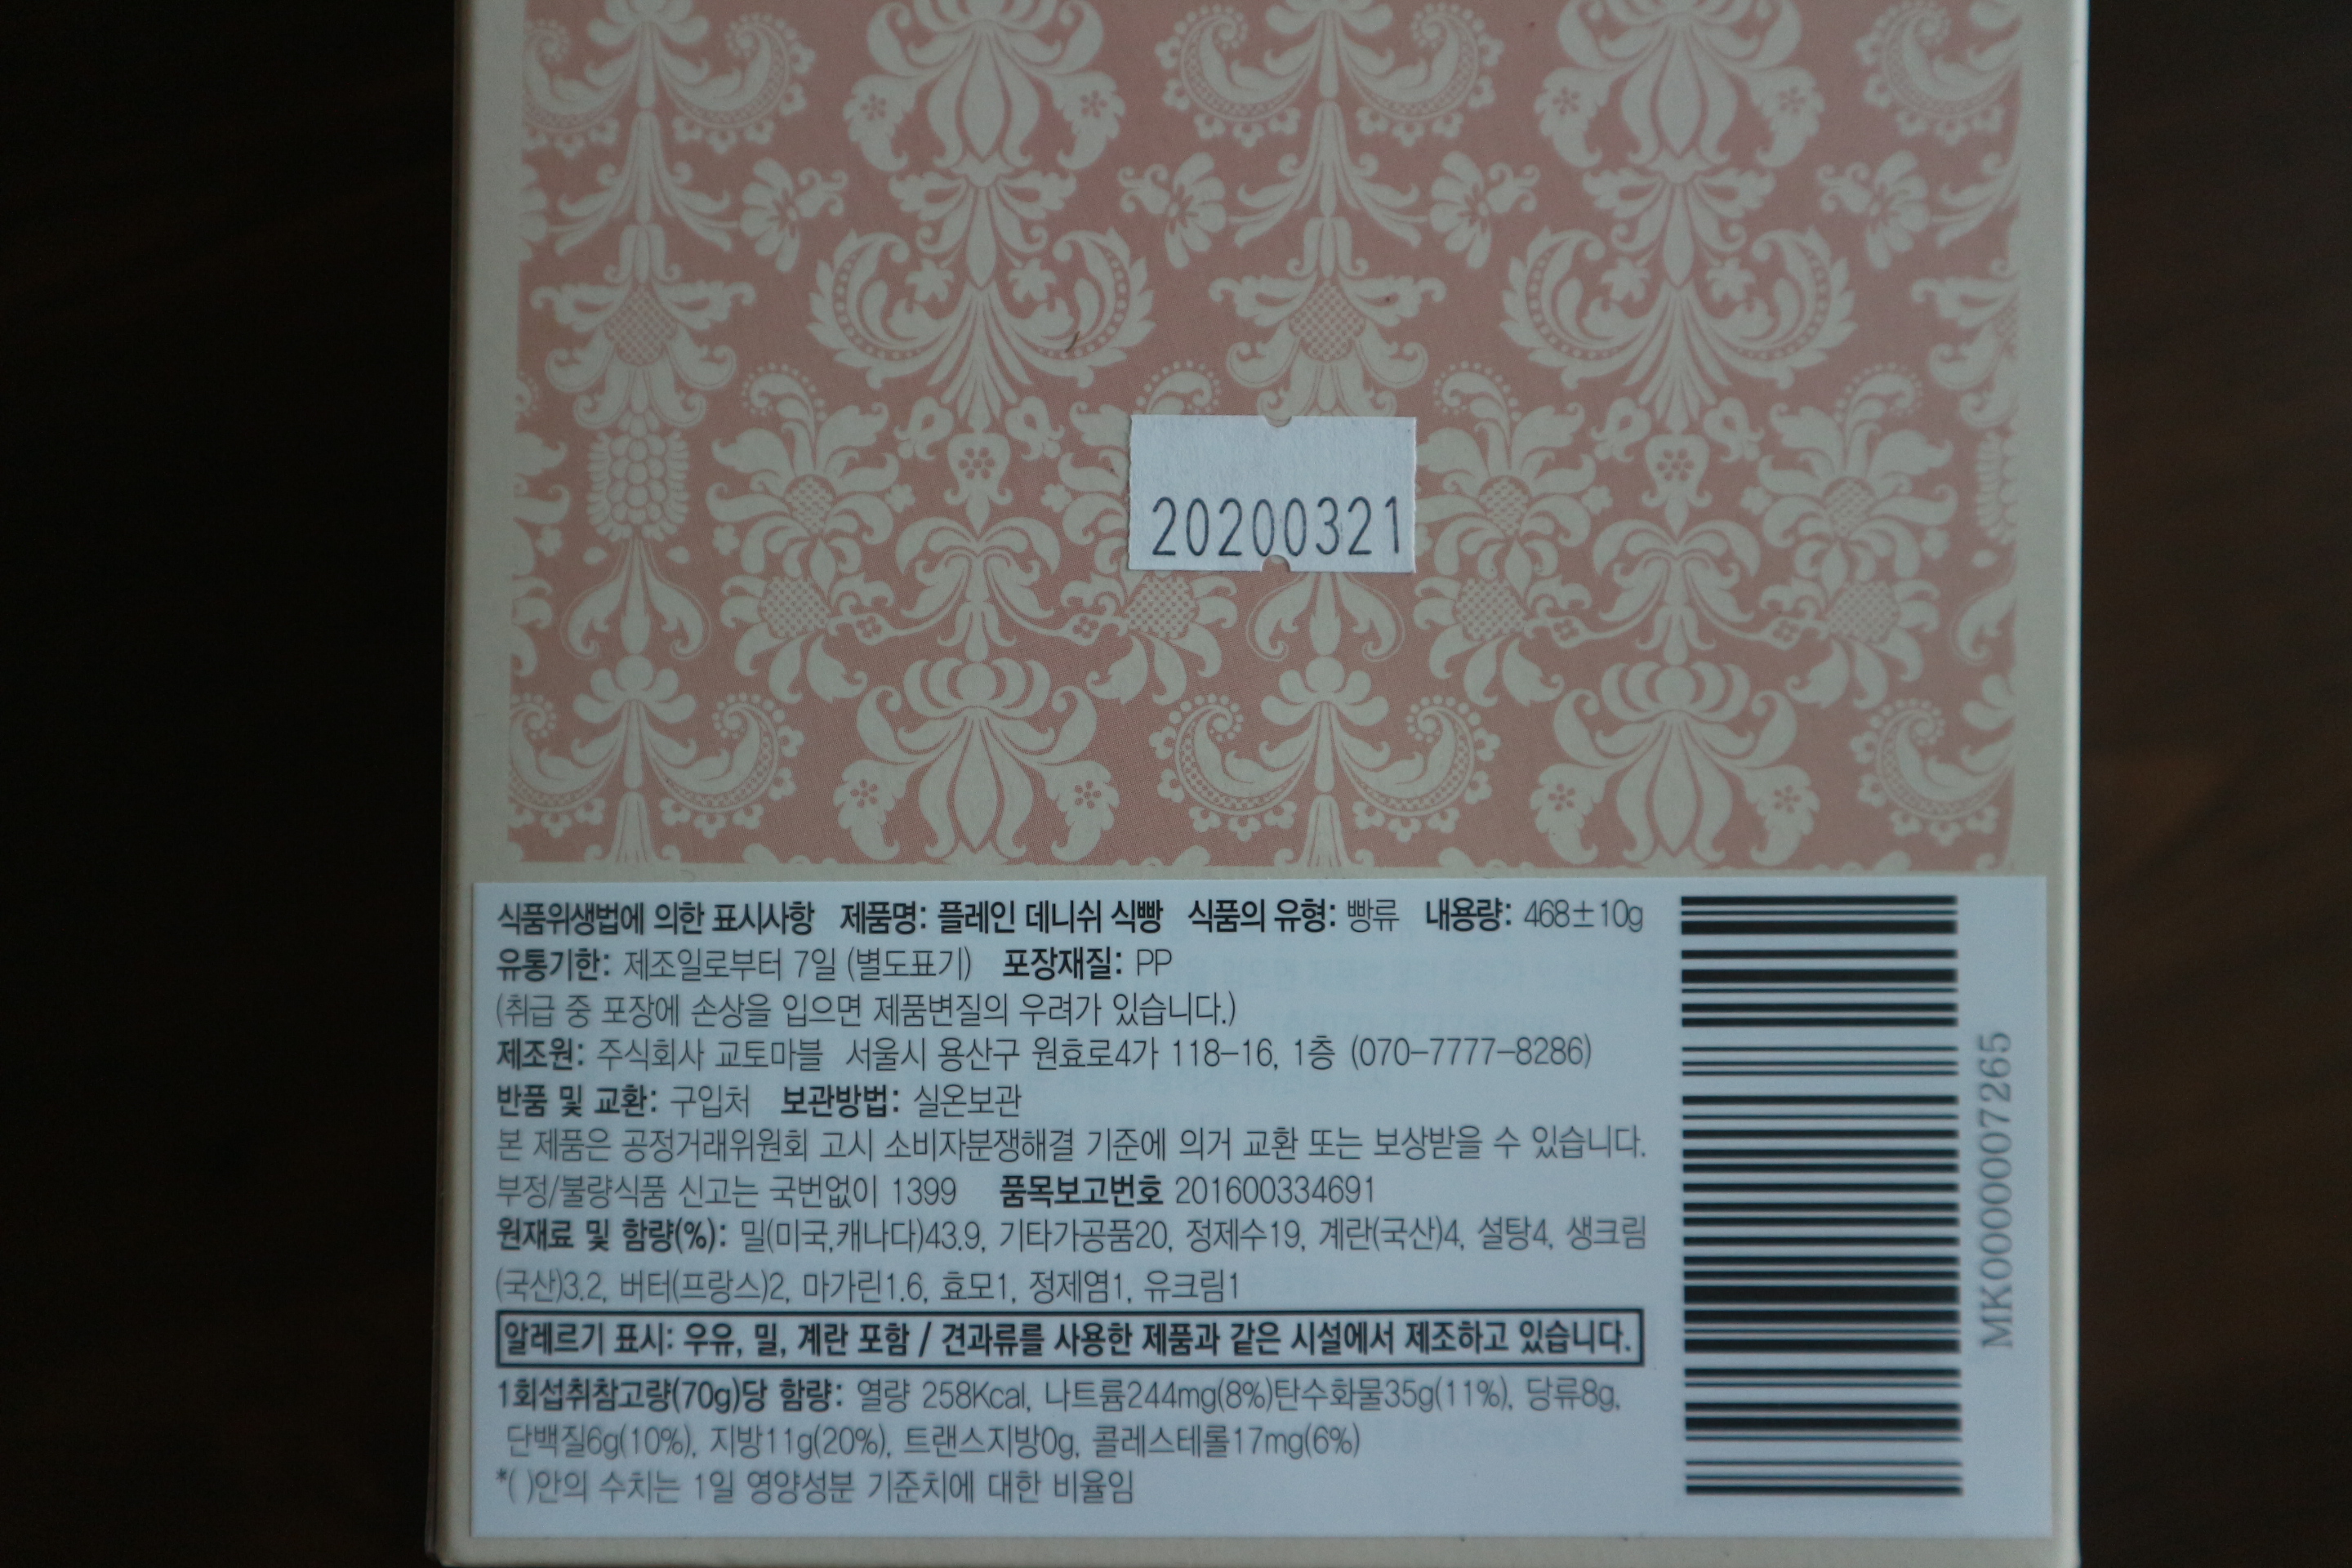 20200321
식품위생법에 의한 표시사항 제품명: 플레인 데니쉬 식빵 식품의 유형: 빵류 내용량: 468±10g
유통기한: 제조일로부터 7일 (별도표기) 포장재질: PP
(취급 중 포장에 손상을 입으면 제품변질의 우려가 있습니다.)
제조원: 주식회사 교토마블 서울시 용산구 원효로4가 118-16, 1층 (070-7777-8286)
반품 및 교환: 구입처 보관방법: 실온보관
본 제품은 공정거래위원회 고시 소비자분쟁해결 기준에 의거 교환 또는 보상받을 수 있습니다.
부정/불량식품 신고는 국번없이 1399 품목보고번호 201600334691
원재료 및 함량(%): 밀(미국,캐나다)43.9, 기타가공품20, 정제수19, 계란(국산)4, 설탕4, 생크림
(국산)3.2, 버터(프랑스)2, 마가린1.6, 효모1, 정제염1, 유크림1
알레르기 표시: 우유, 밀, 계란 포함 / 견과류를 사용한 제품과 같은 시설에서 제조하고 있습니다.
1회섭취참고량(70g)당 함량: 열량 258Kcal, 나트륨244mg(8%)탄수화물35g(11%), 당류8g,
단백질6g(10%), 지방11g(20%), 트랜스지방0g, 콜레스테롤17mg(6%)
*( )안의 수치는 1일 영양성분 기준치에 대한 비율임
MK0000007265